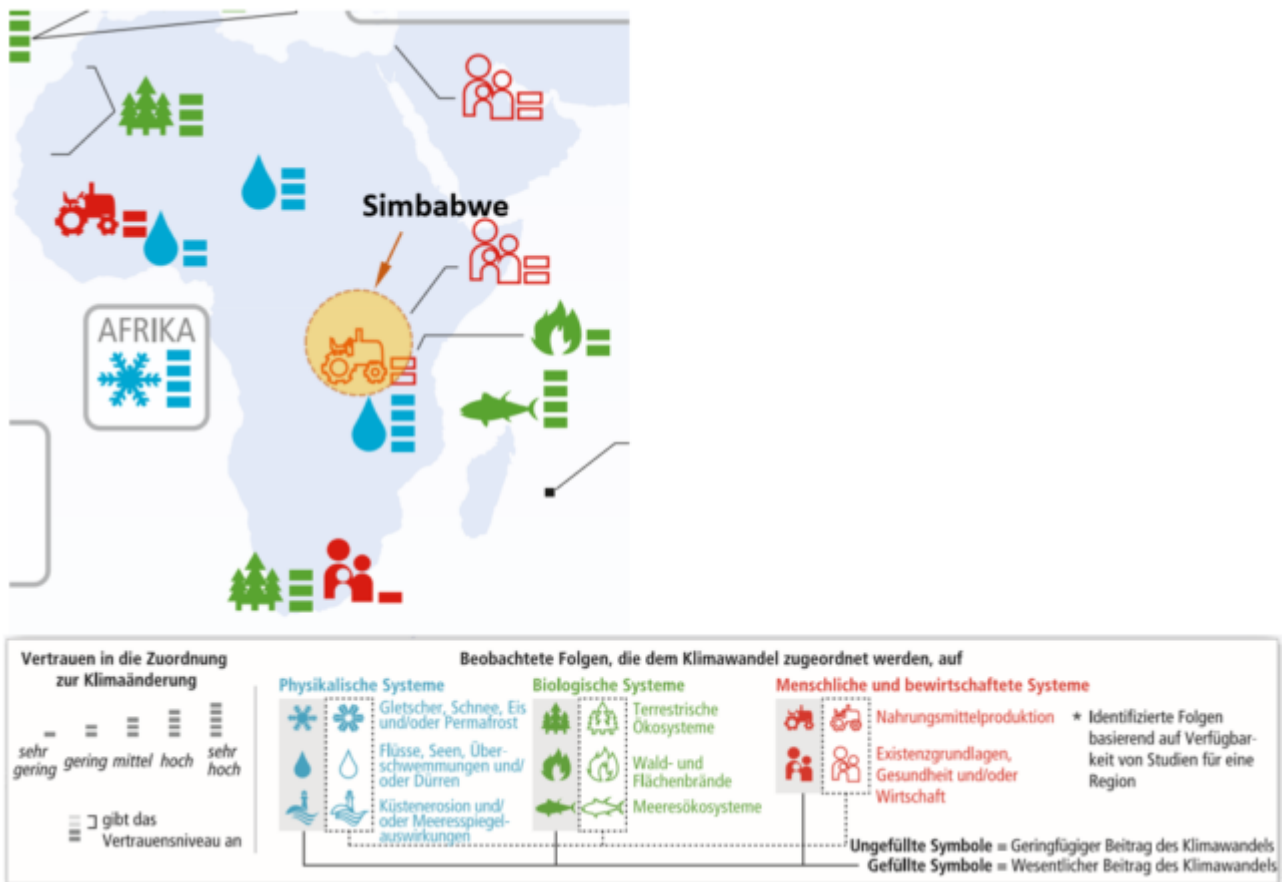 Simbabwe
AFRIKA
Vertrauen in die Zuordnung
zur Klimaänderung
sehr
gering
gering
mittel
hoch
sehr
hoch
gibt das
Vertrauensniveau an
Beobachtete Folgen, die dem Klimawandel zugeordnet werden, auf
Physikalische Systeme
Gletscher, Schnee, Eis
und/oder Permafrost
Flüsse, Seen, Über-
schwemmungen und/
oder Dürren
Küstenerosion und/
oder Meeresspiegel-
auswirkungen
Biologische Systeme
Terrestrische
Ökosysteme
Wald- und
Flächenbrände
Meeresökosysteme
Menschliche und bewirtschaftete Systeme
Nahrungsmittelproduktion
Existenzgrundlagen,
Gesundheit und/oder
Wirtschaft
* Identifizierte Folgen
basierend auf Verfügbar-
keit von Studien für eine
Region
Ungefüllte Symbole = Geringfügiger Beitrag des Klimawandels
Gefüllte Symbole = Wesentlicher Beitrag des Klimawandels